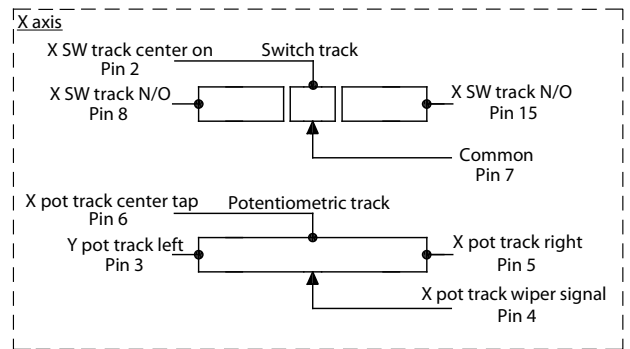 X axis
X SW track center on
Pin 2
Switch track
X SW track N/O
Pin 8
X SW track N/O
Pin 15
Common
Pin 7
X pot track center tap
Pin 6
Potentiometric track
Y pot track left
Pin 3
X pot track right
Pin 5
X pot track wiper signal
Pin 4